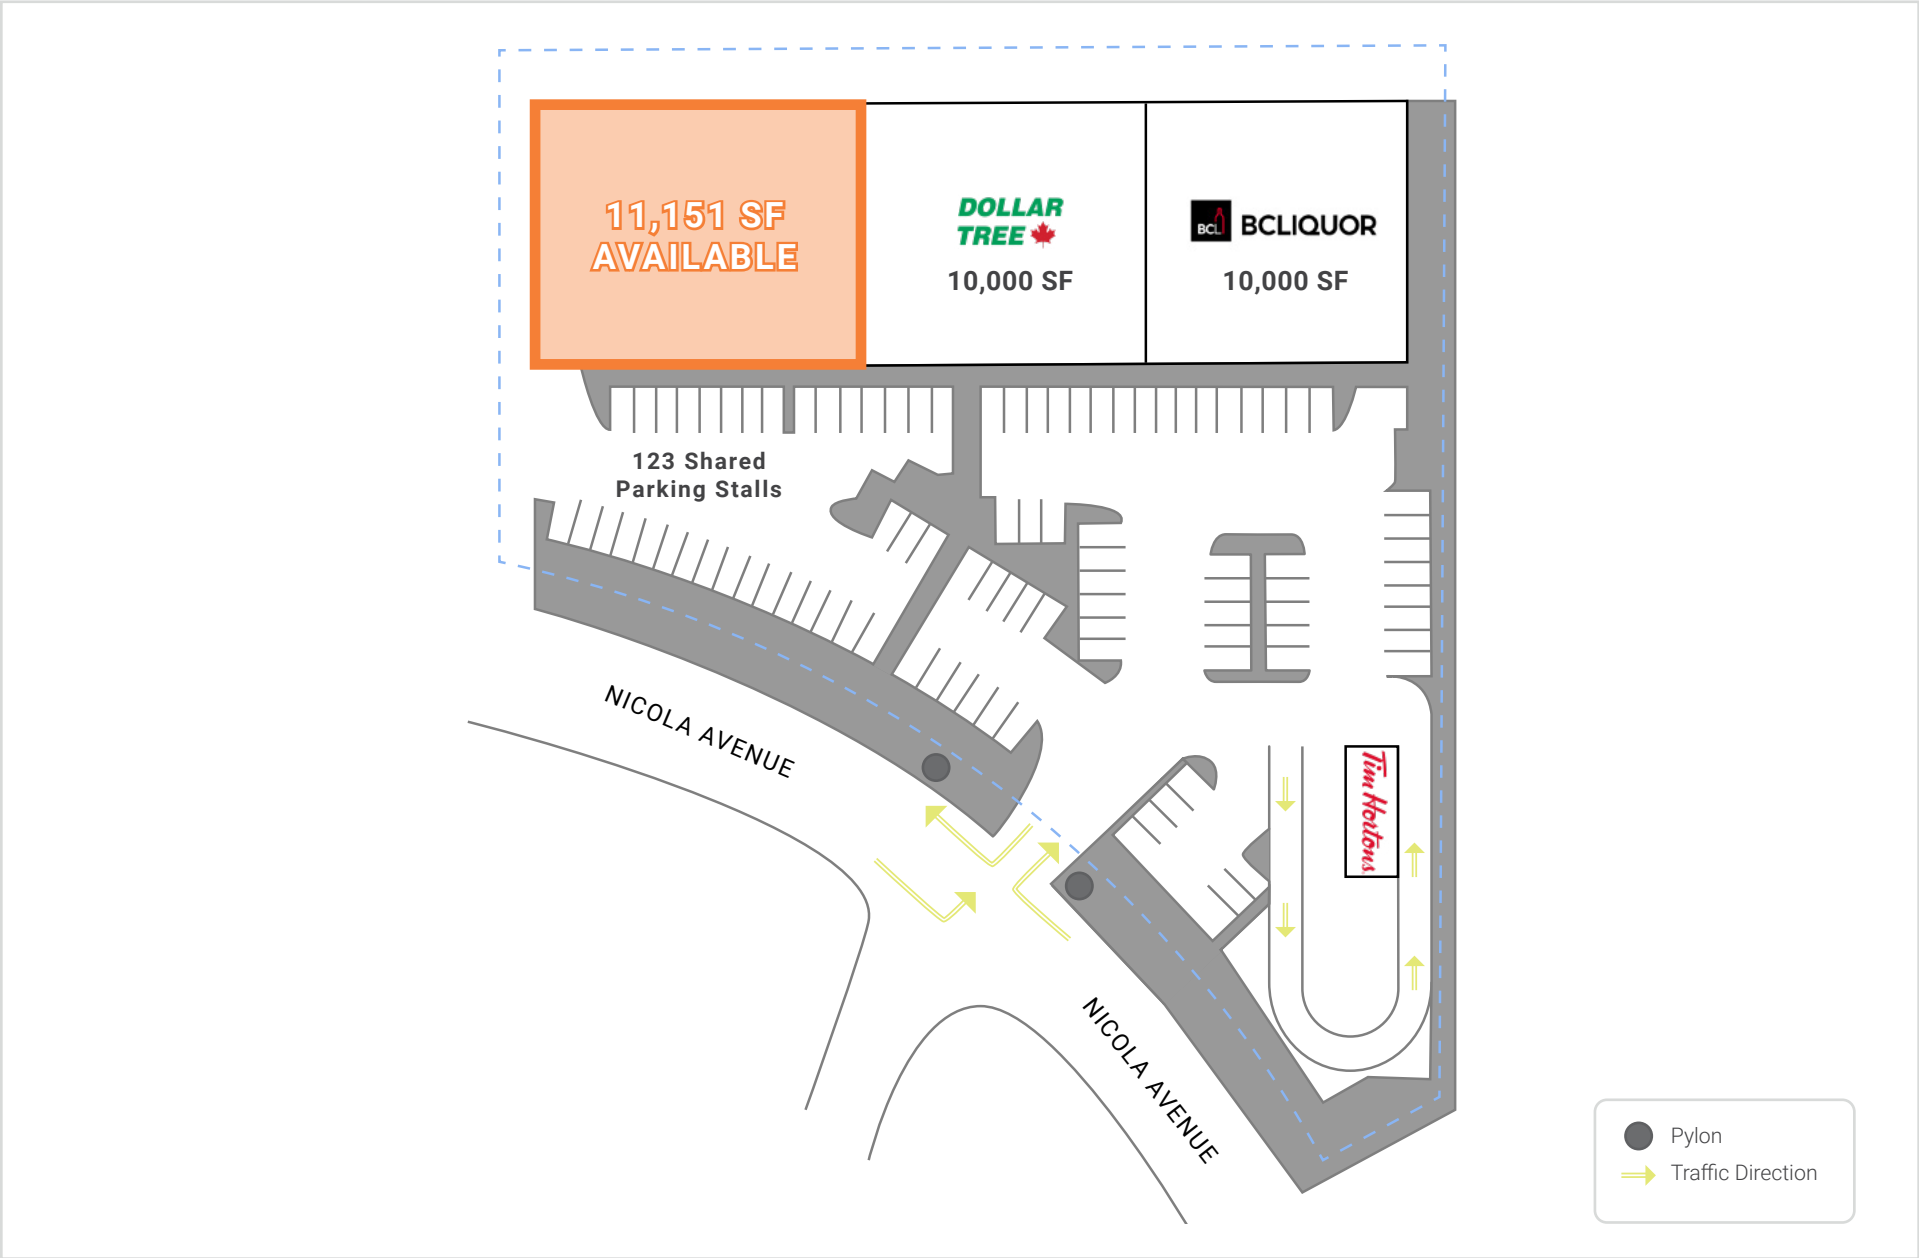 11,151 SF
AVAILABLE
DOLLAR
TREE
10,000 SF
BCL
BCLIQUOR
10,000 SF
123 Shared
Parking Stalls
NICOLA AVENUE
Tim Hortons
NICOLA AVENUE
Pylon
Traffic Direction